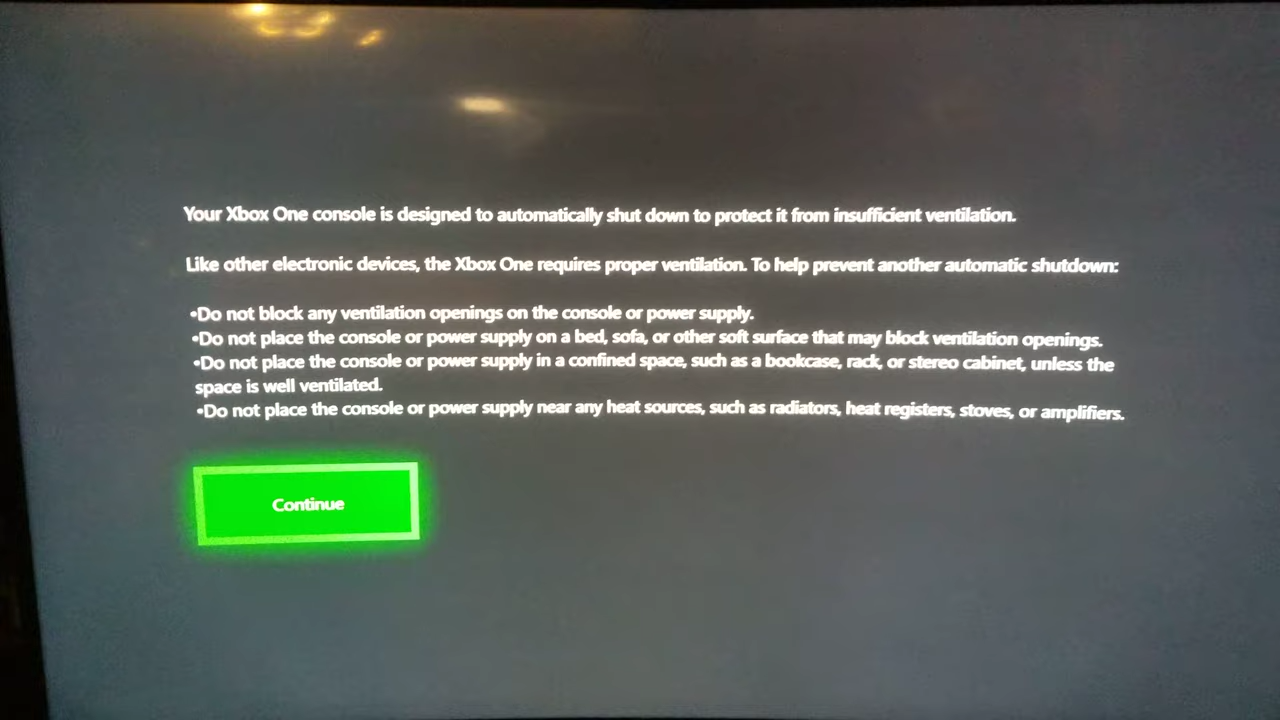 Your Xbox One console is designed to automatically shut down to protect it from insufficient ventilation.
Like other electronic devices, the Xbox One requires proper ventilation. To help prevent another automatic shutdown:
•Do not block any ventilation openings on the console or power supply.
•Do not place the console or power supply on a bed, sofa, or other soft surface that may block ventilation openings.
•Do not place the console or power supply in a confined space, such as a bookcase, rack, or stereo cabinet, unless the
space is well ventilated.
•Do not place the console or power supply near any heat sources, such as radiators, heat registers, stoves, or amplifiers.
Continue